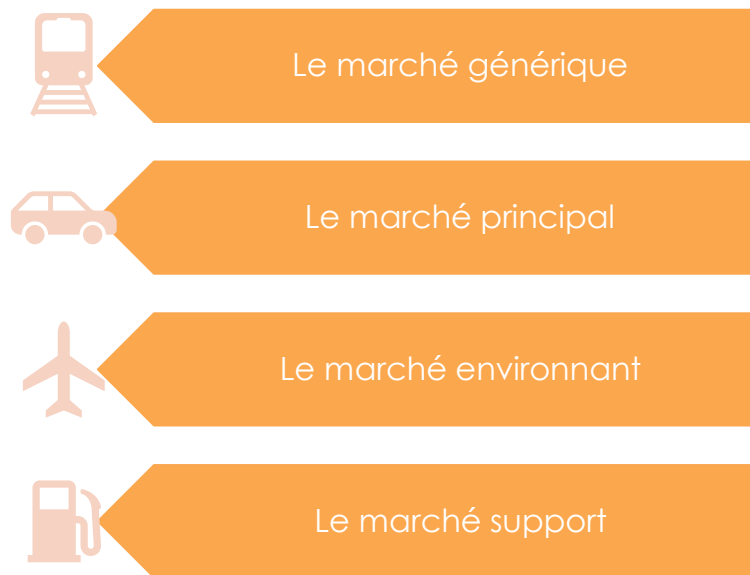 Le marché générique
Le marché principal
Le marché environnant
Le marché support